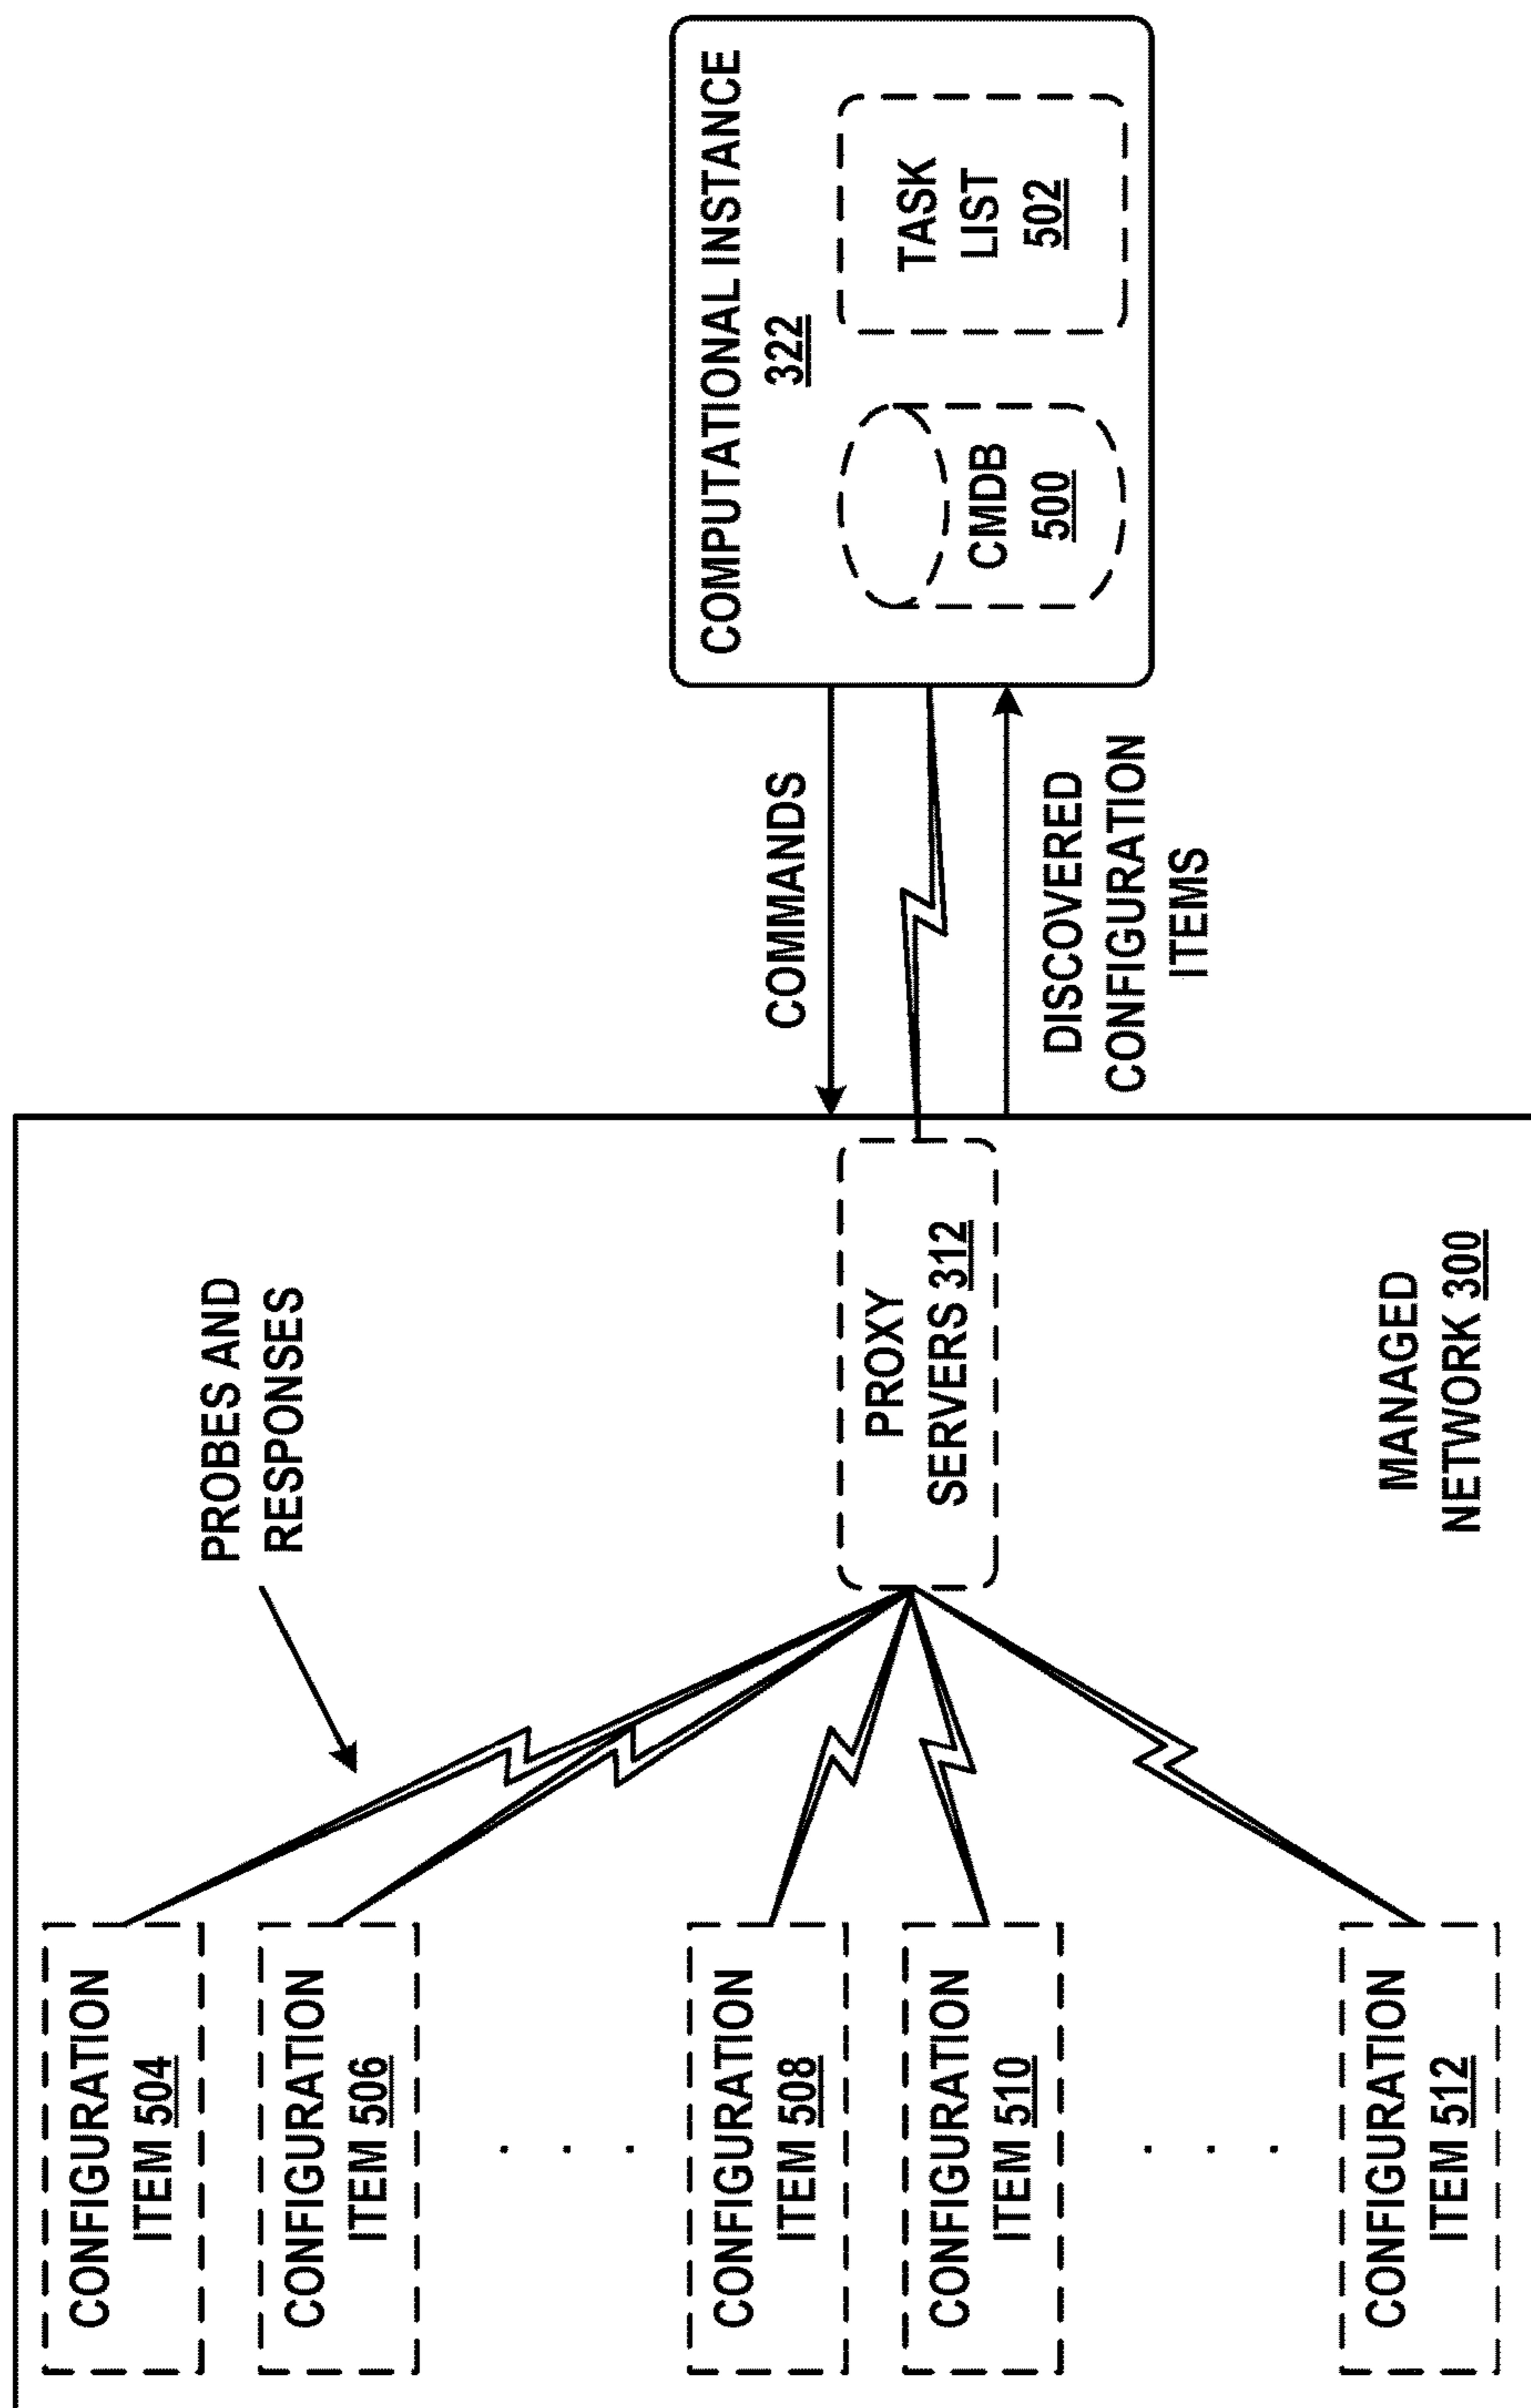 COMPUTATIONAL INSTANCE
322
CMDB
500
TASK
LIST
502
COMMANDS
DISCOVERED
CONFIGURATION
ITEMS
PROBES AND
RESPONSES
PROXY
SERVERS 312
MANAGED
NETWORK 300
CONFIGURATION
ITEM 504
CONFIGURATION
ITEM 506
. . .
CONFIGURATION
ITEM 508
CONFIGURATION
ITEM 510
. . .
CONFIGURATION
ITEM 512